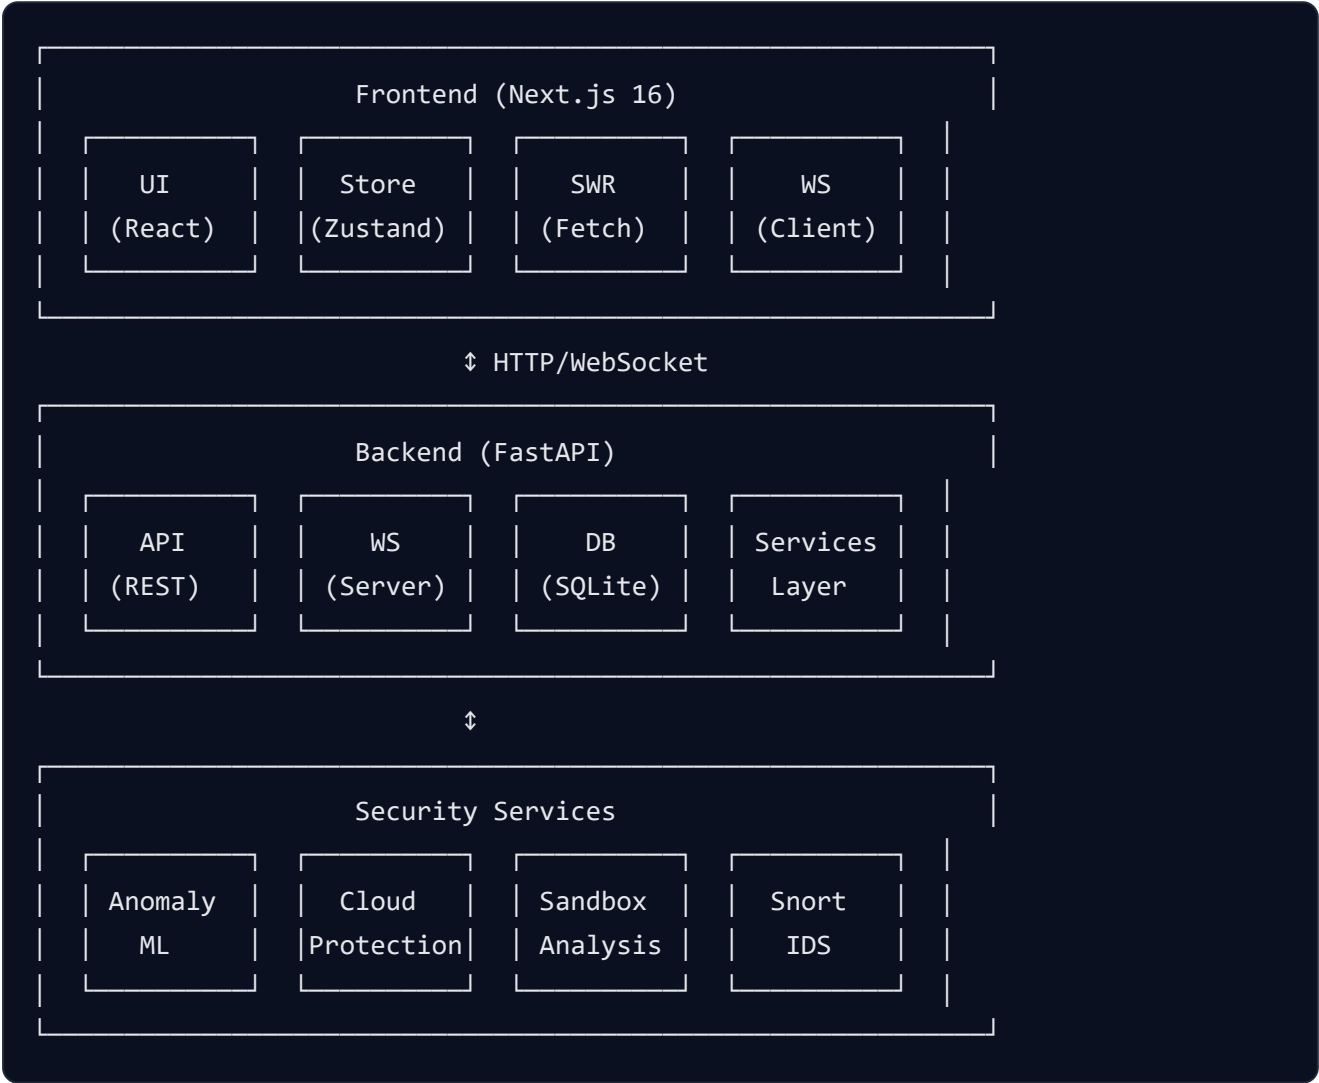 Frontend (Next.js 16)
UI Store SWR WS
(React) (Zustand) (Fetch) (Client)
↕ HTTP/WebSocket
Backend (FastAPI)
API WS DB Services
(REST) (Server) (SQLite) Layer
↕
Security Services
Anomaly Cloud Sandbox Snort
ML Protection Analysis IDS